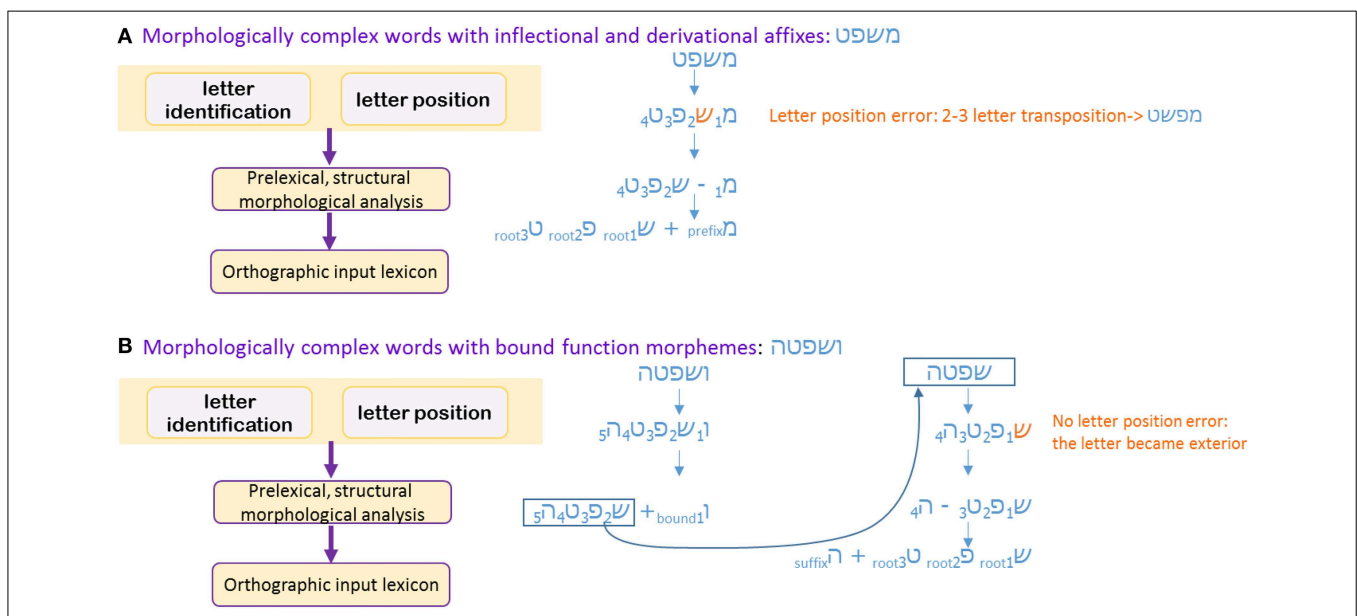 A Morphologically complex words with inflectional and derivational affixes: משפט
letter identification
letter position
Prelexical, structural
morphological analysis
Orthographic input lexicon
משפט
מ₁ש₂פ₃ט₄
Letter position error: 2-3 letter transposition-> מפשט
מ₁ - ש₂פ₃ט₄
מprefix + שroot1 פroot2 טroot3
B Morphologically complex words with bound function morphemes: ושפטה
letter
identification
letter position
Prelexical, structural
morphological analysis
Orthographic input lexicon
ושפטה
ו₁ש₂פ₃ט₄ה₅
וbound1 + ש₂פ₃ט₄ה₅
שפטה
ש₁פ₂ט₃ה₄
No letter position error:
the letter became exterior
ש₁פ₂ט₃ - ה₄
שroot1 פroot2 טroot3 + הsuffix